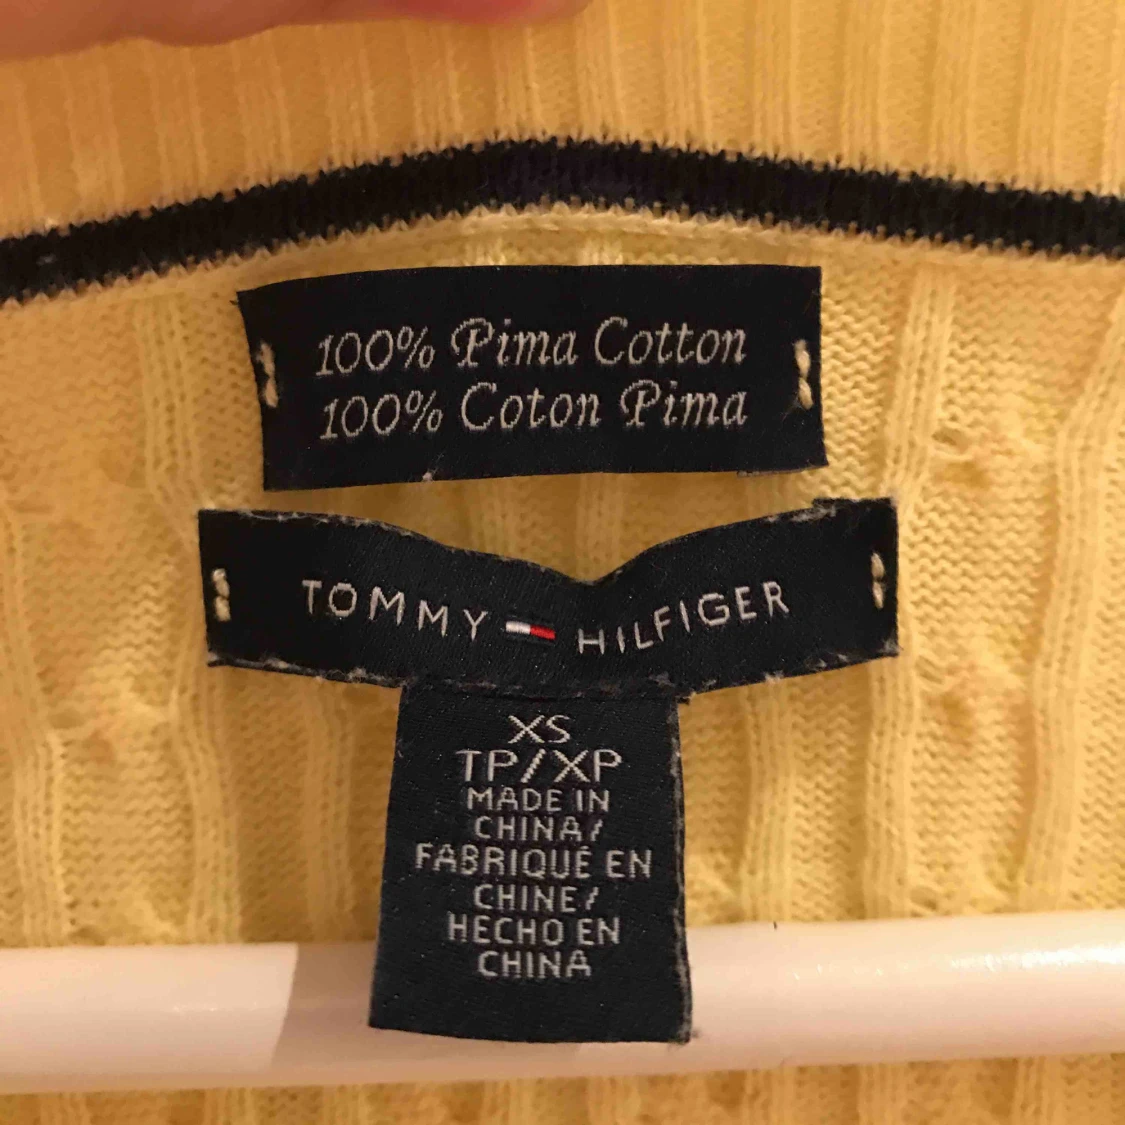 100% Pima Cotton
100% Coton Pima
TOMMY HILFIGER
XS
TP/XP
MADE IN
CHINA/
FABRIQUÉ EN
CHINE/
HECHO EN
CHINA